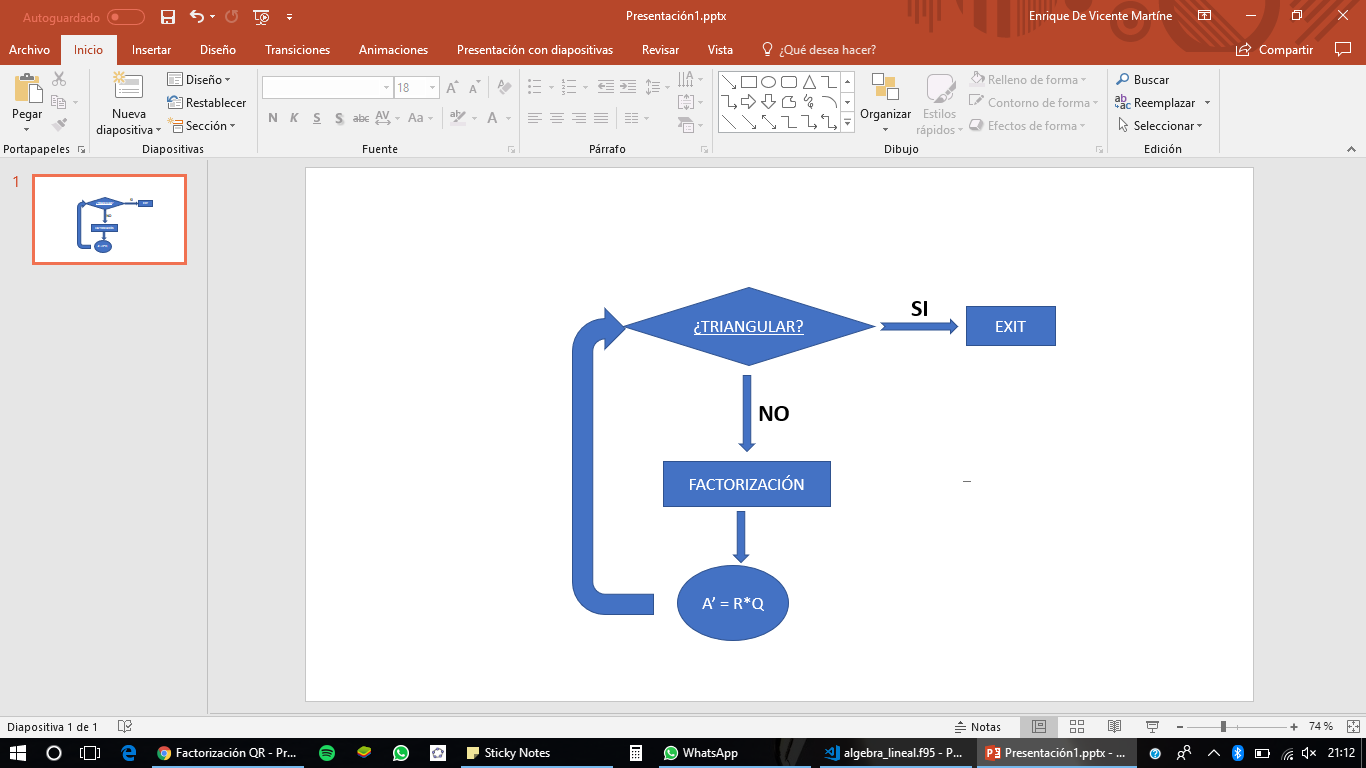 Autoguardado
Presentación1.pptx
Enrique De Vicente Martíne
Archivo Inicio Insertar Diseño Transiciones Animaciones Presentación con diapositivas Revisar Vista ¿Qué desea hacer? Compartir
Pegar
Portapapeles
Nueva diapositiva
Diseño
Restablecer
Sección
Diapositivas
18
N K S S abc AV Aa A
Fuente
Párrafo
Organizar
Estilos rápidos
Relleno de forma
Contorno de forma
Efectos de forma
Dibujo
Buscar
Reemplazar
Seleccionar
Edición
1
¿TRIANGULAR?
SI
EXIT
NO
FACTORIZACIÓN
A’ = R*Q
Diapositiva 1 de 1
Notas
74 %
Factorización QR - Pr...
Sticky Notes
WhatsApp
algebra_lineal.f95 - P...
Presentación1.pptx - ...
21:12